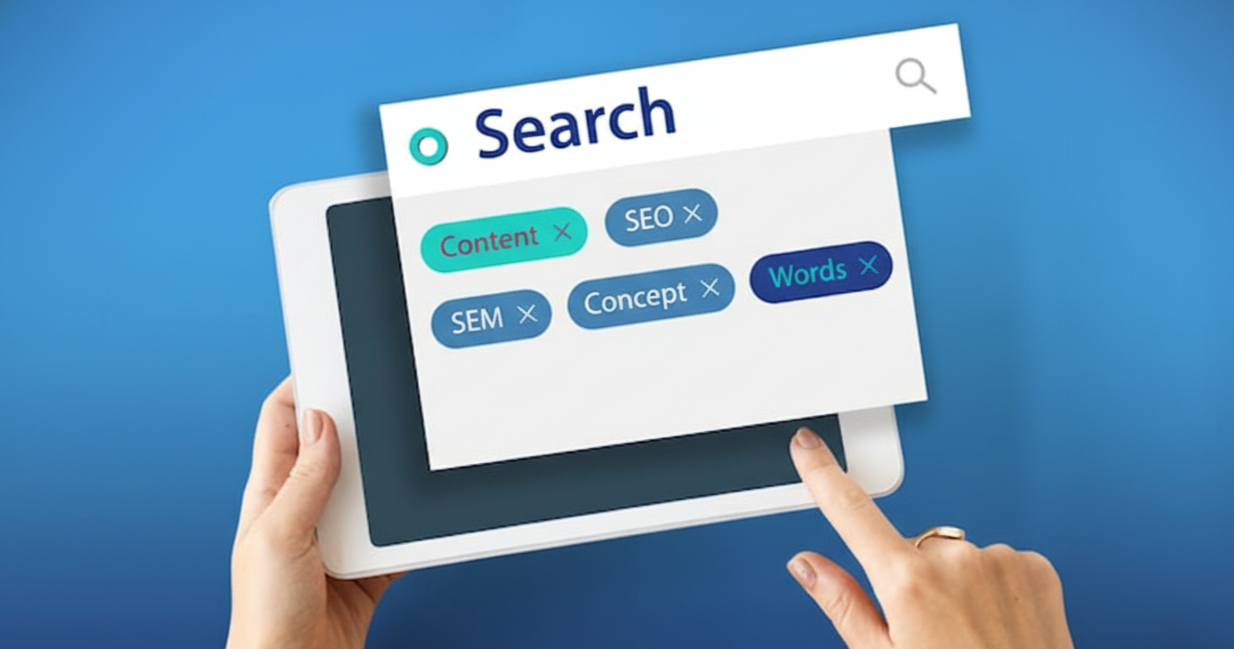 Search
Content × SEO ×
SEM × Concept × Words ×